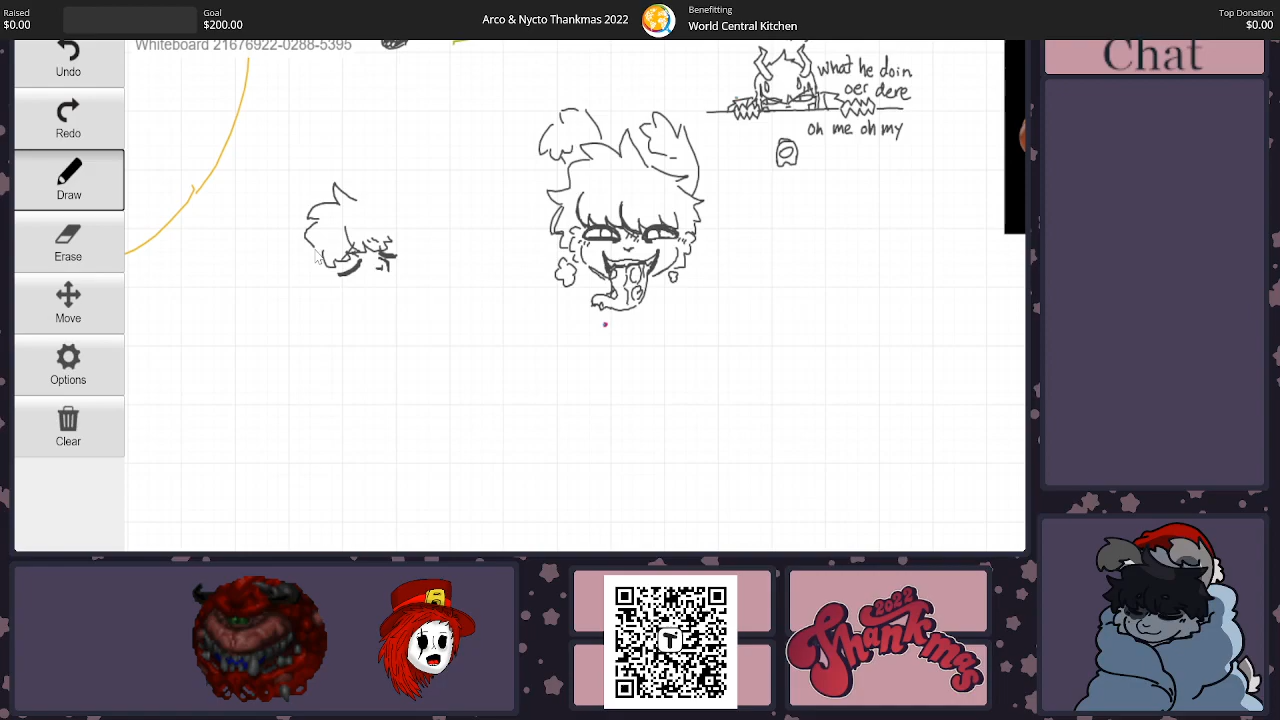 Raised
$0.00
Goal
$200.00
Arco & Nycto Thankmas 2022
Benefitting
World Central Kitchen
Top Donation
$0.00
Whiteboard 21676922-0288-5395
Undo
Redo
Draw
Erase
Move
Options
Clear
what he doin
oer dere
oh me oh my
Chat
T
2022
Thankmas